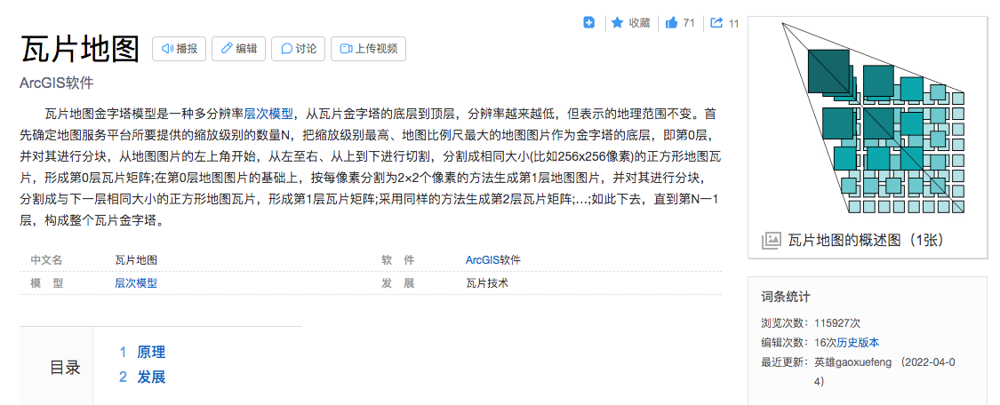 收藏 71 11
瓦片地图 播报 编辑 讨论 上传视频
ArcGIS软件
瓦片地图金字塔模型是一种多分辨率层次模型，从瓦片金字塔的底层到顶层，分辨率越来越低，但表示的地理范围不变。首
先确定地图服务平台所要提供的缩放级别的数量N，把缩放级别最高、地图比例尺最大的地图图片作为金字塔的底层，即第0层，
并对其进行分块，从地图图片的左上角开始，从左至右、从上到下进行切割，分割成相同大小(比如256x256像素)的正方形地图瓦
片，形成第0层瓦片矩阵;在第0层地图图片的基础上，按每像素分割为2×2个像素的方法生成第1层地图图片，并对其进行分块，
分割成与下一层相同大小的正方形地图瓦片，形成第1层瓦片矩阵;采用同样的方法生成第2层瓦片矩阵;…;如此下去，直到第N一1
层，构成整个瓦片金字塔。
中文名 瓦片地图 软 件 ArcGIS软件
模 型 层次模型 发 展 瓦片技术
目录
1 原理
2 发展
瓦片地图的概述图（1张）
词条统计
浏览次数：115927次
编辑次数：16次历史版本
最近更新：英雄gaoxuefeng （2022-04-0
4）